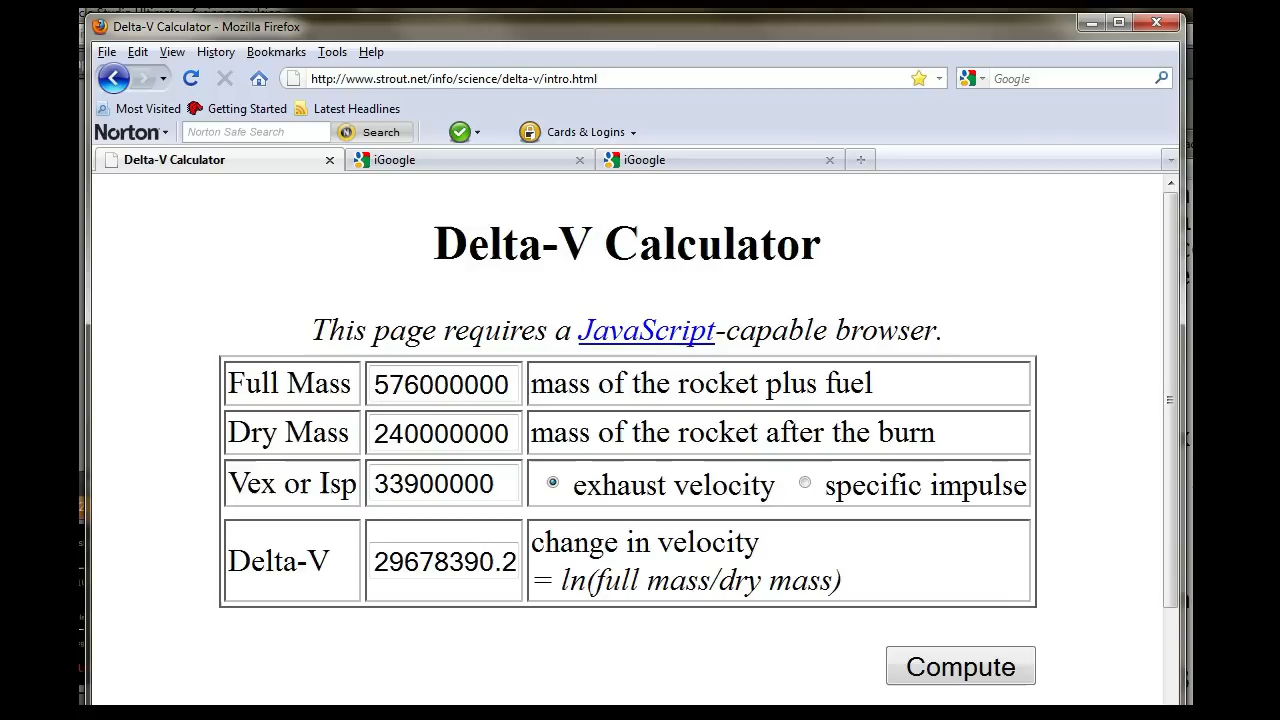 Delta-V Calculator - Mozilla Firefox
File Edit View History Bookmarks Tools Help
http://www.strout.net/info/science/delta-v/intro.html Google
Most Visited Getting Started Latest Headlines
Norton Norton Safe Search Search Cards & Logins
Delta-V Calculator iGoogle iGoogle
Delta-V Calculator
This page requires a JavaScript-capable browser.
Full Mass 576000000 mass of the rocket plus fuel
Dry Mass 240000000 mass of the rocket after the burn
Vex or Isp 33900000 exhaust velocity specific impulse
Delta-V 29678390.2 change in velocity
= ln(full mass/dry mass)
Compute